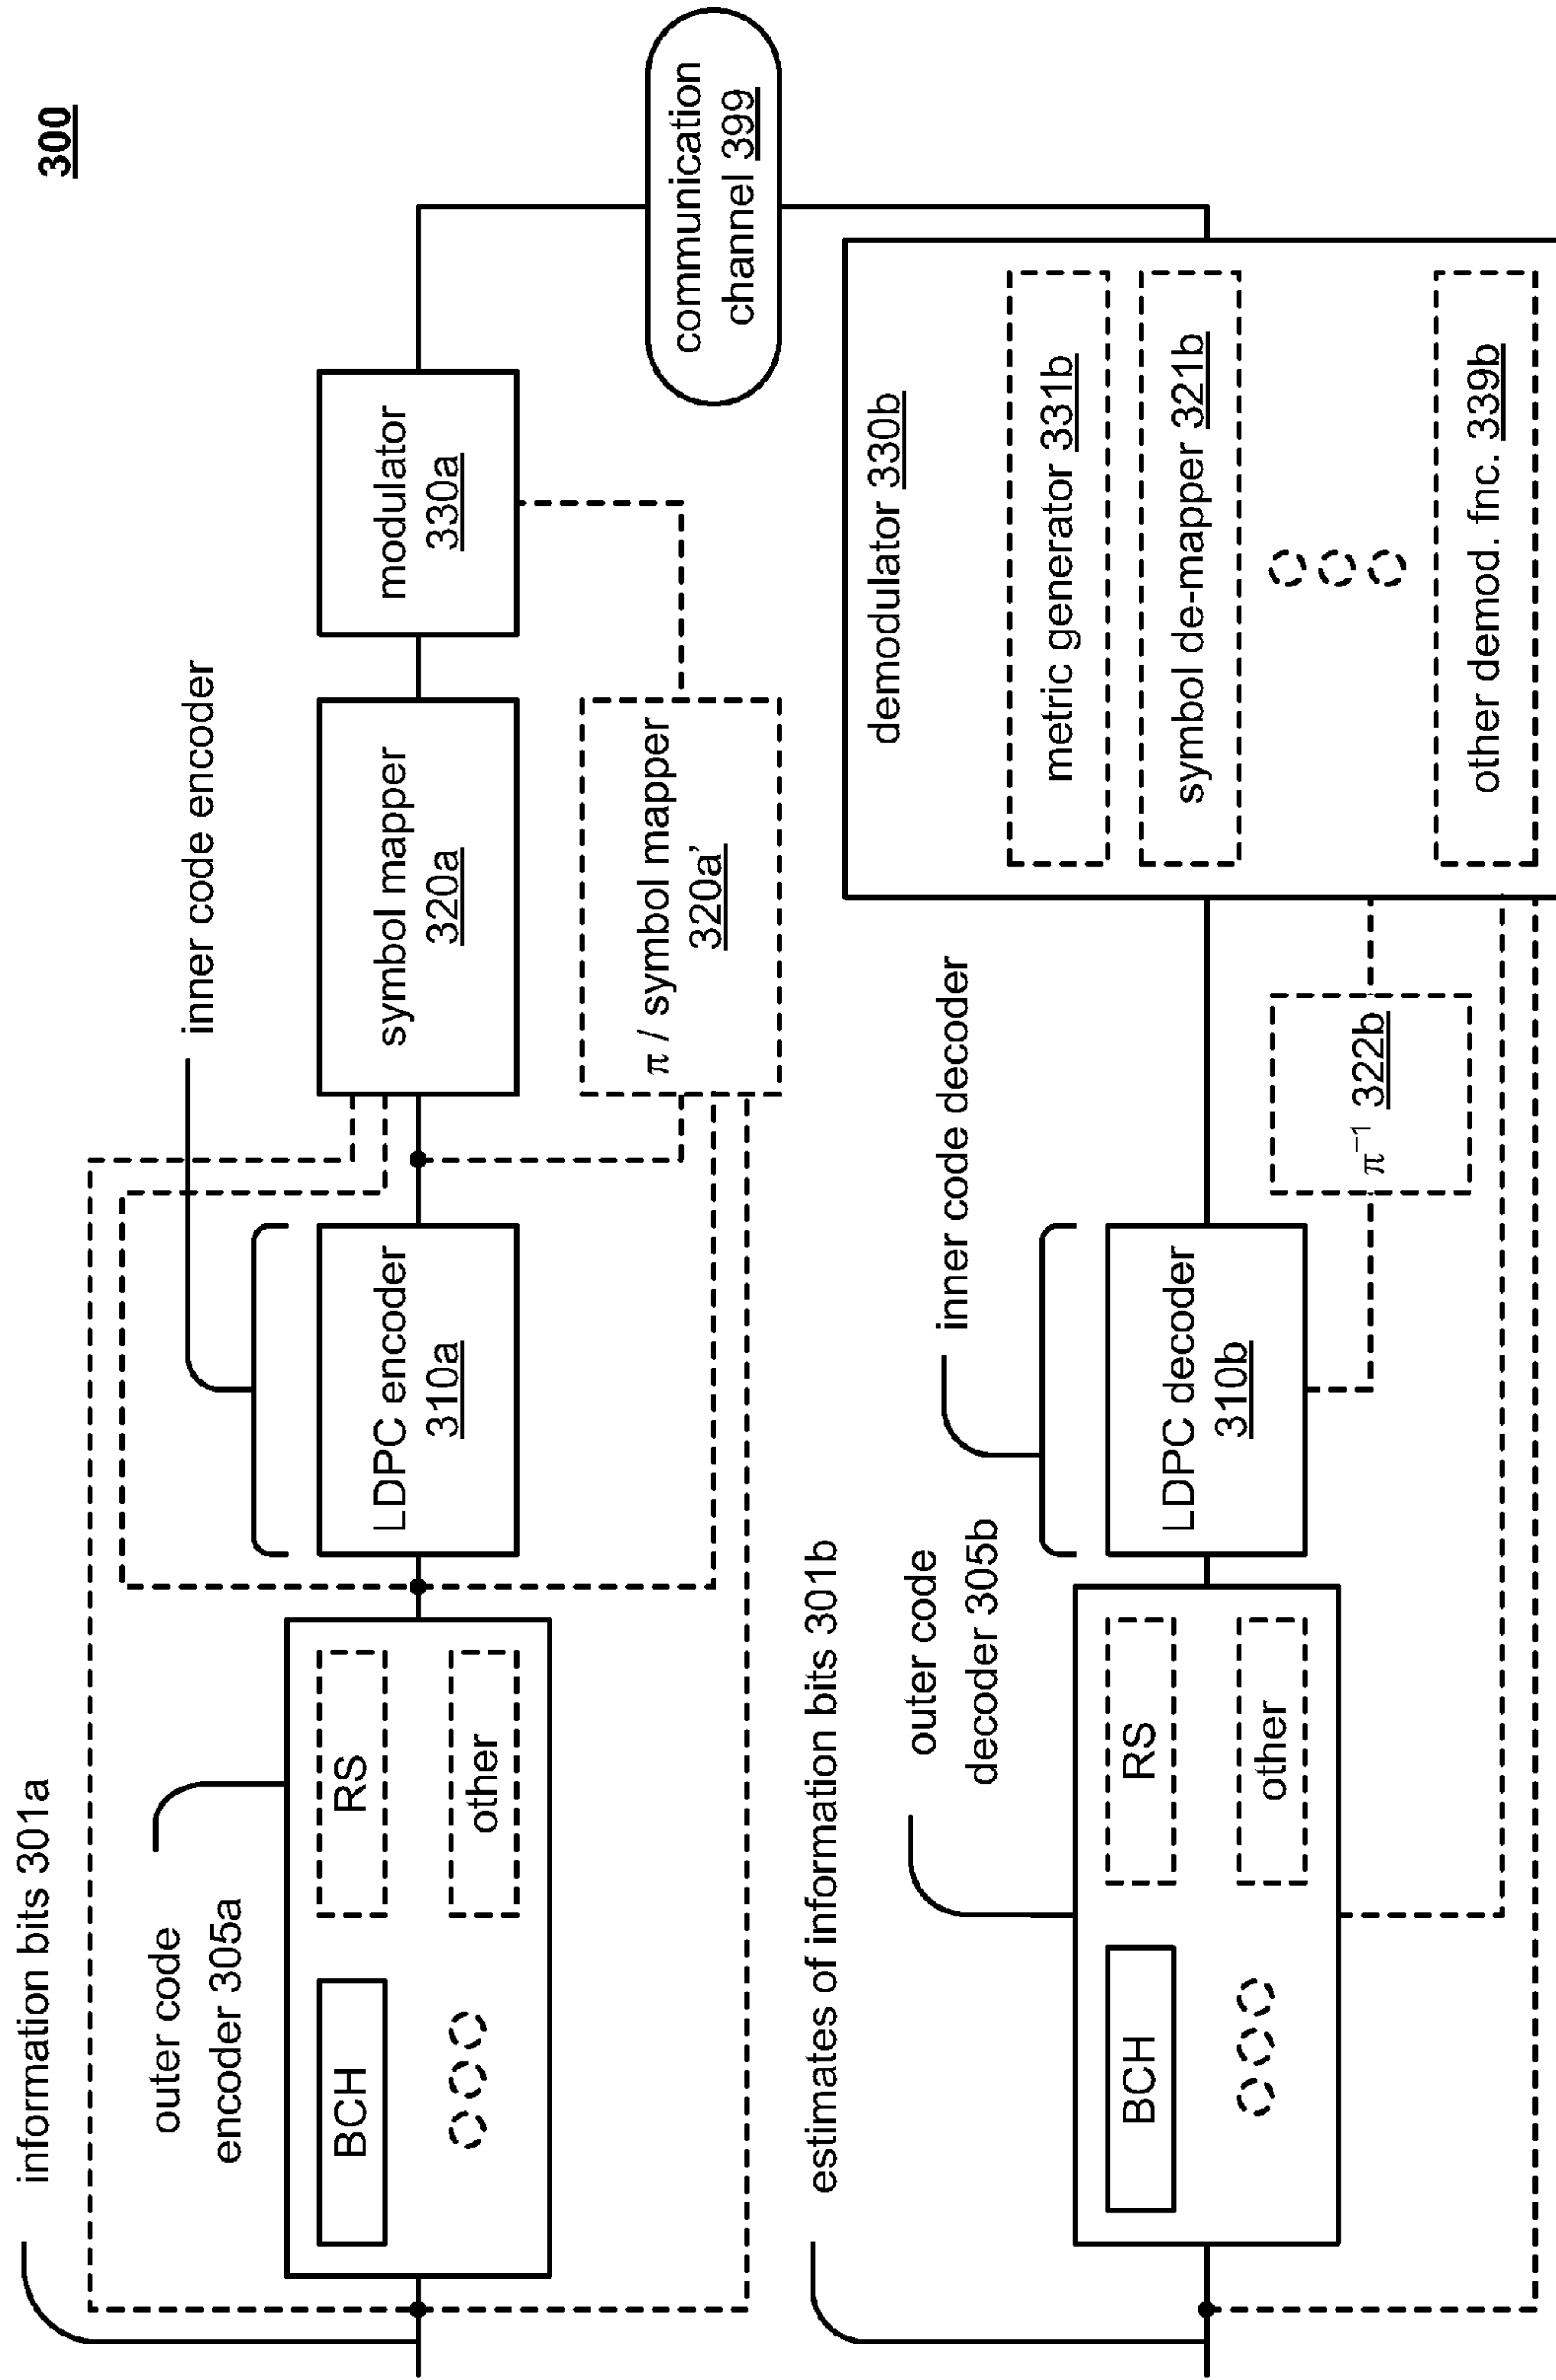 300
information bits 301a
outer code
encoder 305a
BCH
RS
other
inner code encoder
LDPC encoder
310a
symbol mapper
320a
π / symbol mapper
320a'
modulator
330a
communication
channel 399
estimates of information bits 301b
outer code
decoder 305b
BCH
RS
other
inner code decoder
LDPC decoder
310b
π⁻¹ 322b
demodulator 330b
metric generator 331b
symbol de-mapper 321b
other demod. fnc. 339b